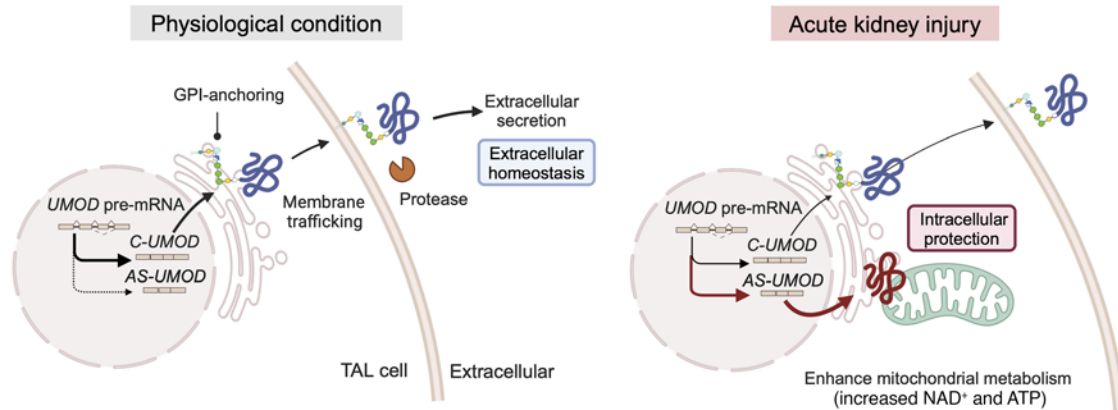 Physiological condition
GPI-anchoring
Extracellular
secretion
Extracellular
homeostasis
Protease
Membrane
trafficking
UMOD pre-mRNA
C-UMOD
AS-UMOD
TAL cell
Extracellular
Acute kidney injury
UMOD pre-mRNA
C-UMOD
AS-UMOD
Intracellular
protection
Enhance mitochondrial metabolism
(increased NAD⁺ and ATP)